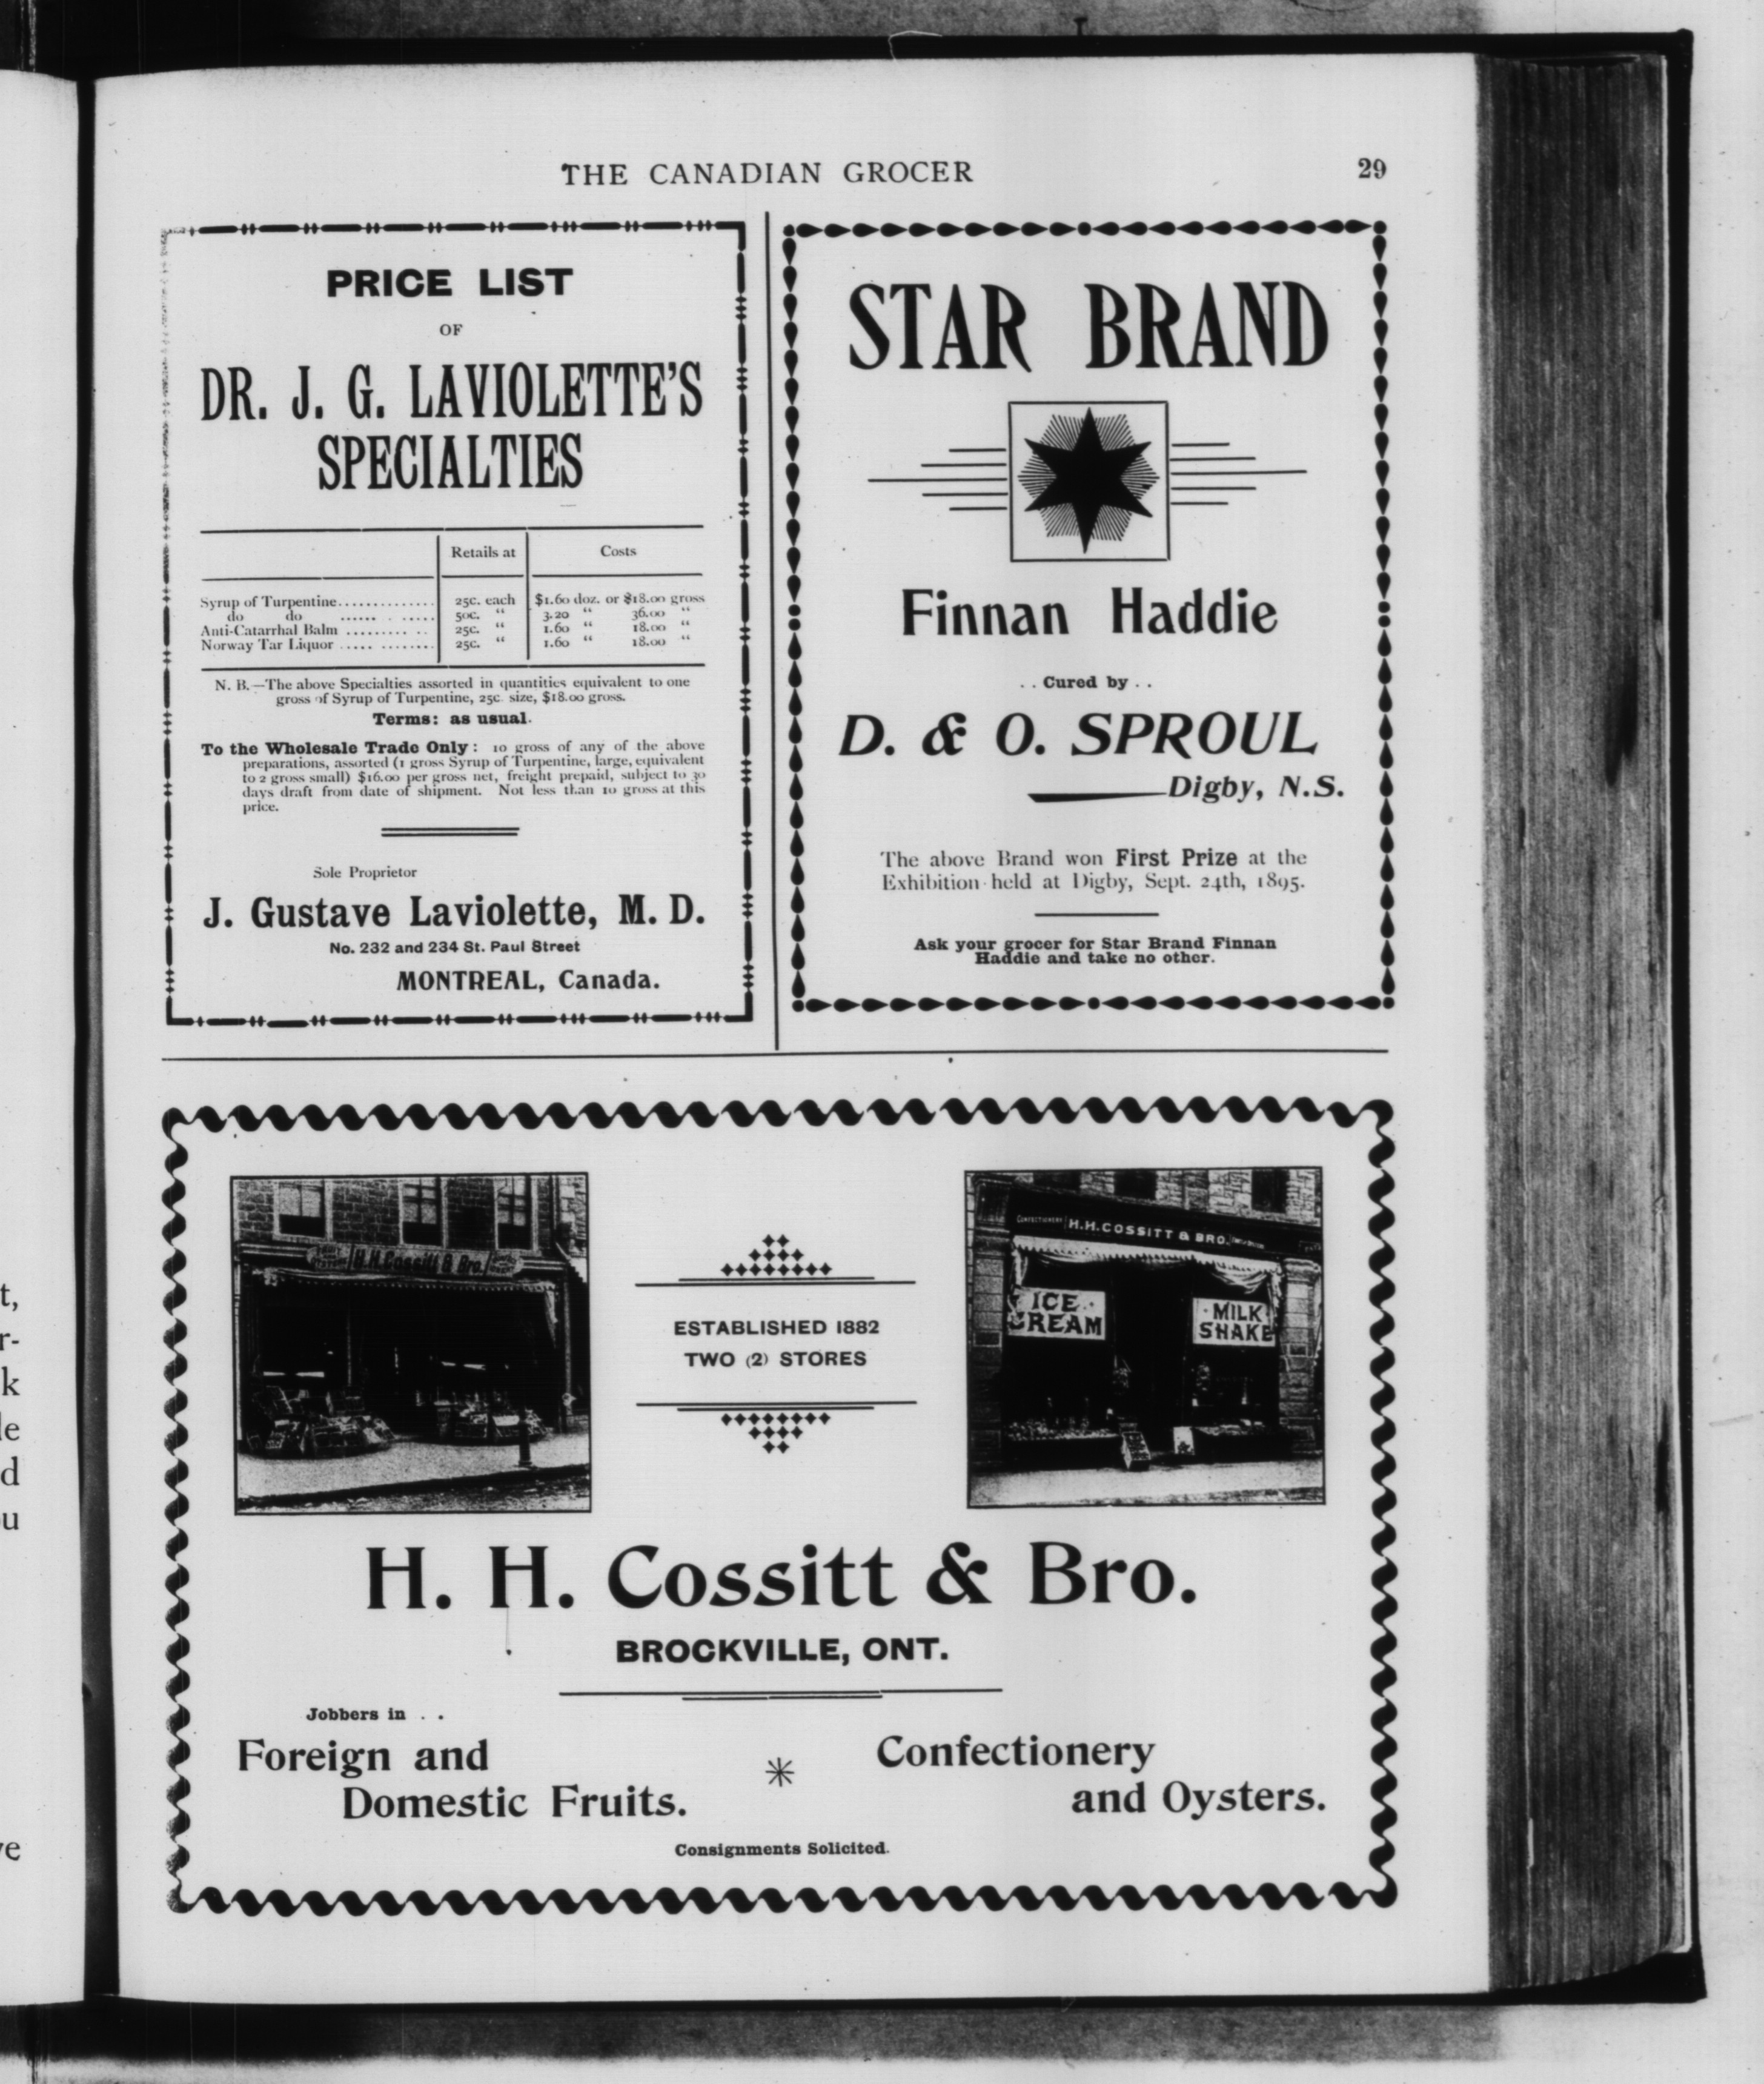 THE CANADIAN GROCER
29
PRICE LIST
OF
DR. J. G. LAVIOLETTE'S
SPECIALTIES
Retails at Costs
Syrup of Turpentine.............. 25c. each $1.60 doz. or $18.00 gross
do do ...... . ..... 50c. “ 3.20 “ 36.00 “
Anti-Catarrhal Balm ......... .. 25c. “ 1.60 “ 18.00 “
Norway Tar Liquor ..... ........ 25c. “ 1.60 “ 18.00 “
N. B.—The above Specialties assorted in quantities equivalent to one
gross of Syrup of Turpentine, 25c. size, $18.00 gross.
Terms: as usual.
To the Wholesale Trade Only: 10 gross of any of the above
preparations, assorted (1 gross Syrup of Turpentine, large, equivalent
to 2 gross small) $16.00 per gross net, freight prepaid, subject to 30
days draft from date of shipment. Not less than 10 gross at this
price.
Sole Proprietor
J. Gustave Laviolette, M. D.
No. 232 and 234 St. Paul Street
MONTREAL, Canada.
STAR BRAND
Finnan Haddie
. . Cured by . .
D. & O. SPROUL
Digby, N.S.
The above Brand won First Prize at the
Exhibition held at Digby, Sept. 24th, 1895.
Ask your grocer for Star Brand Finnan
Haddie and take no other.
H.H. Cossitt & Bro.
ESTABLISHED 1882
TWO (2) STORES
CONFECTIONERY H.H. COSSITT & BRO.
ICE
CREAM
MILK
SHAKE
H. H. Cossitt & Bro.
BROCKVILLE, ONT.
Jobbers in . .
Foreign and
Domestic Fruits.
Confectionery
and Oysters.
Consignments Solicited.
t,
r-
k
le
d
u
ve